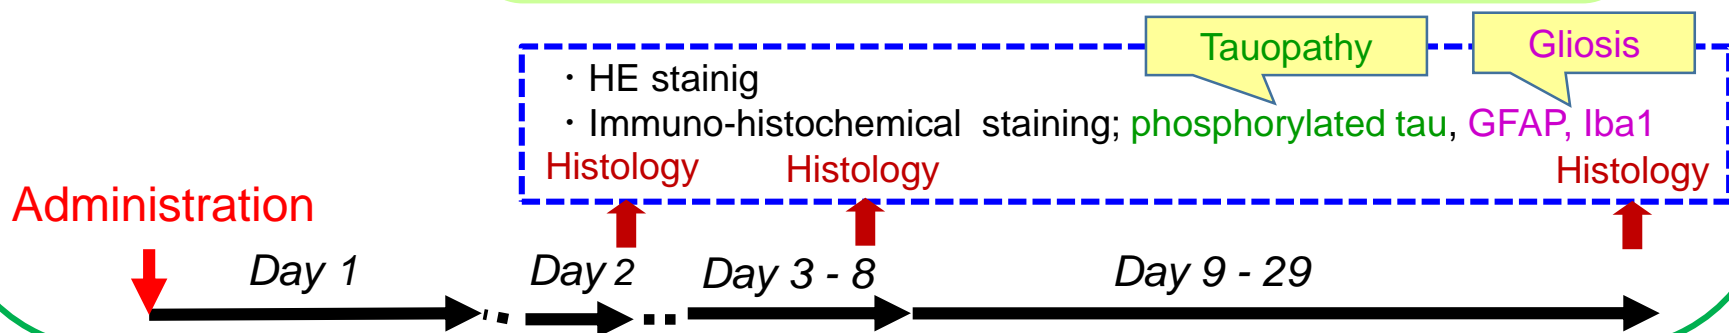 Tauopathy
Gliosis
・HE stainig
・Immuno-histochemical staining; phosphorylated tau, GFAP, Iba1
Histology Histology Histology
Administration
Day 1 Day 2 Day 3 - 8 Day 9 - 29